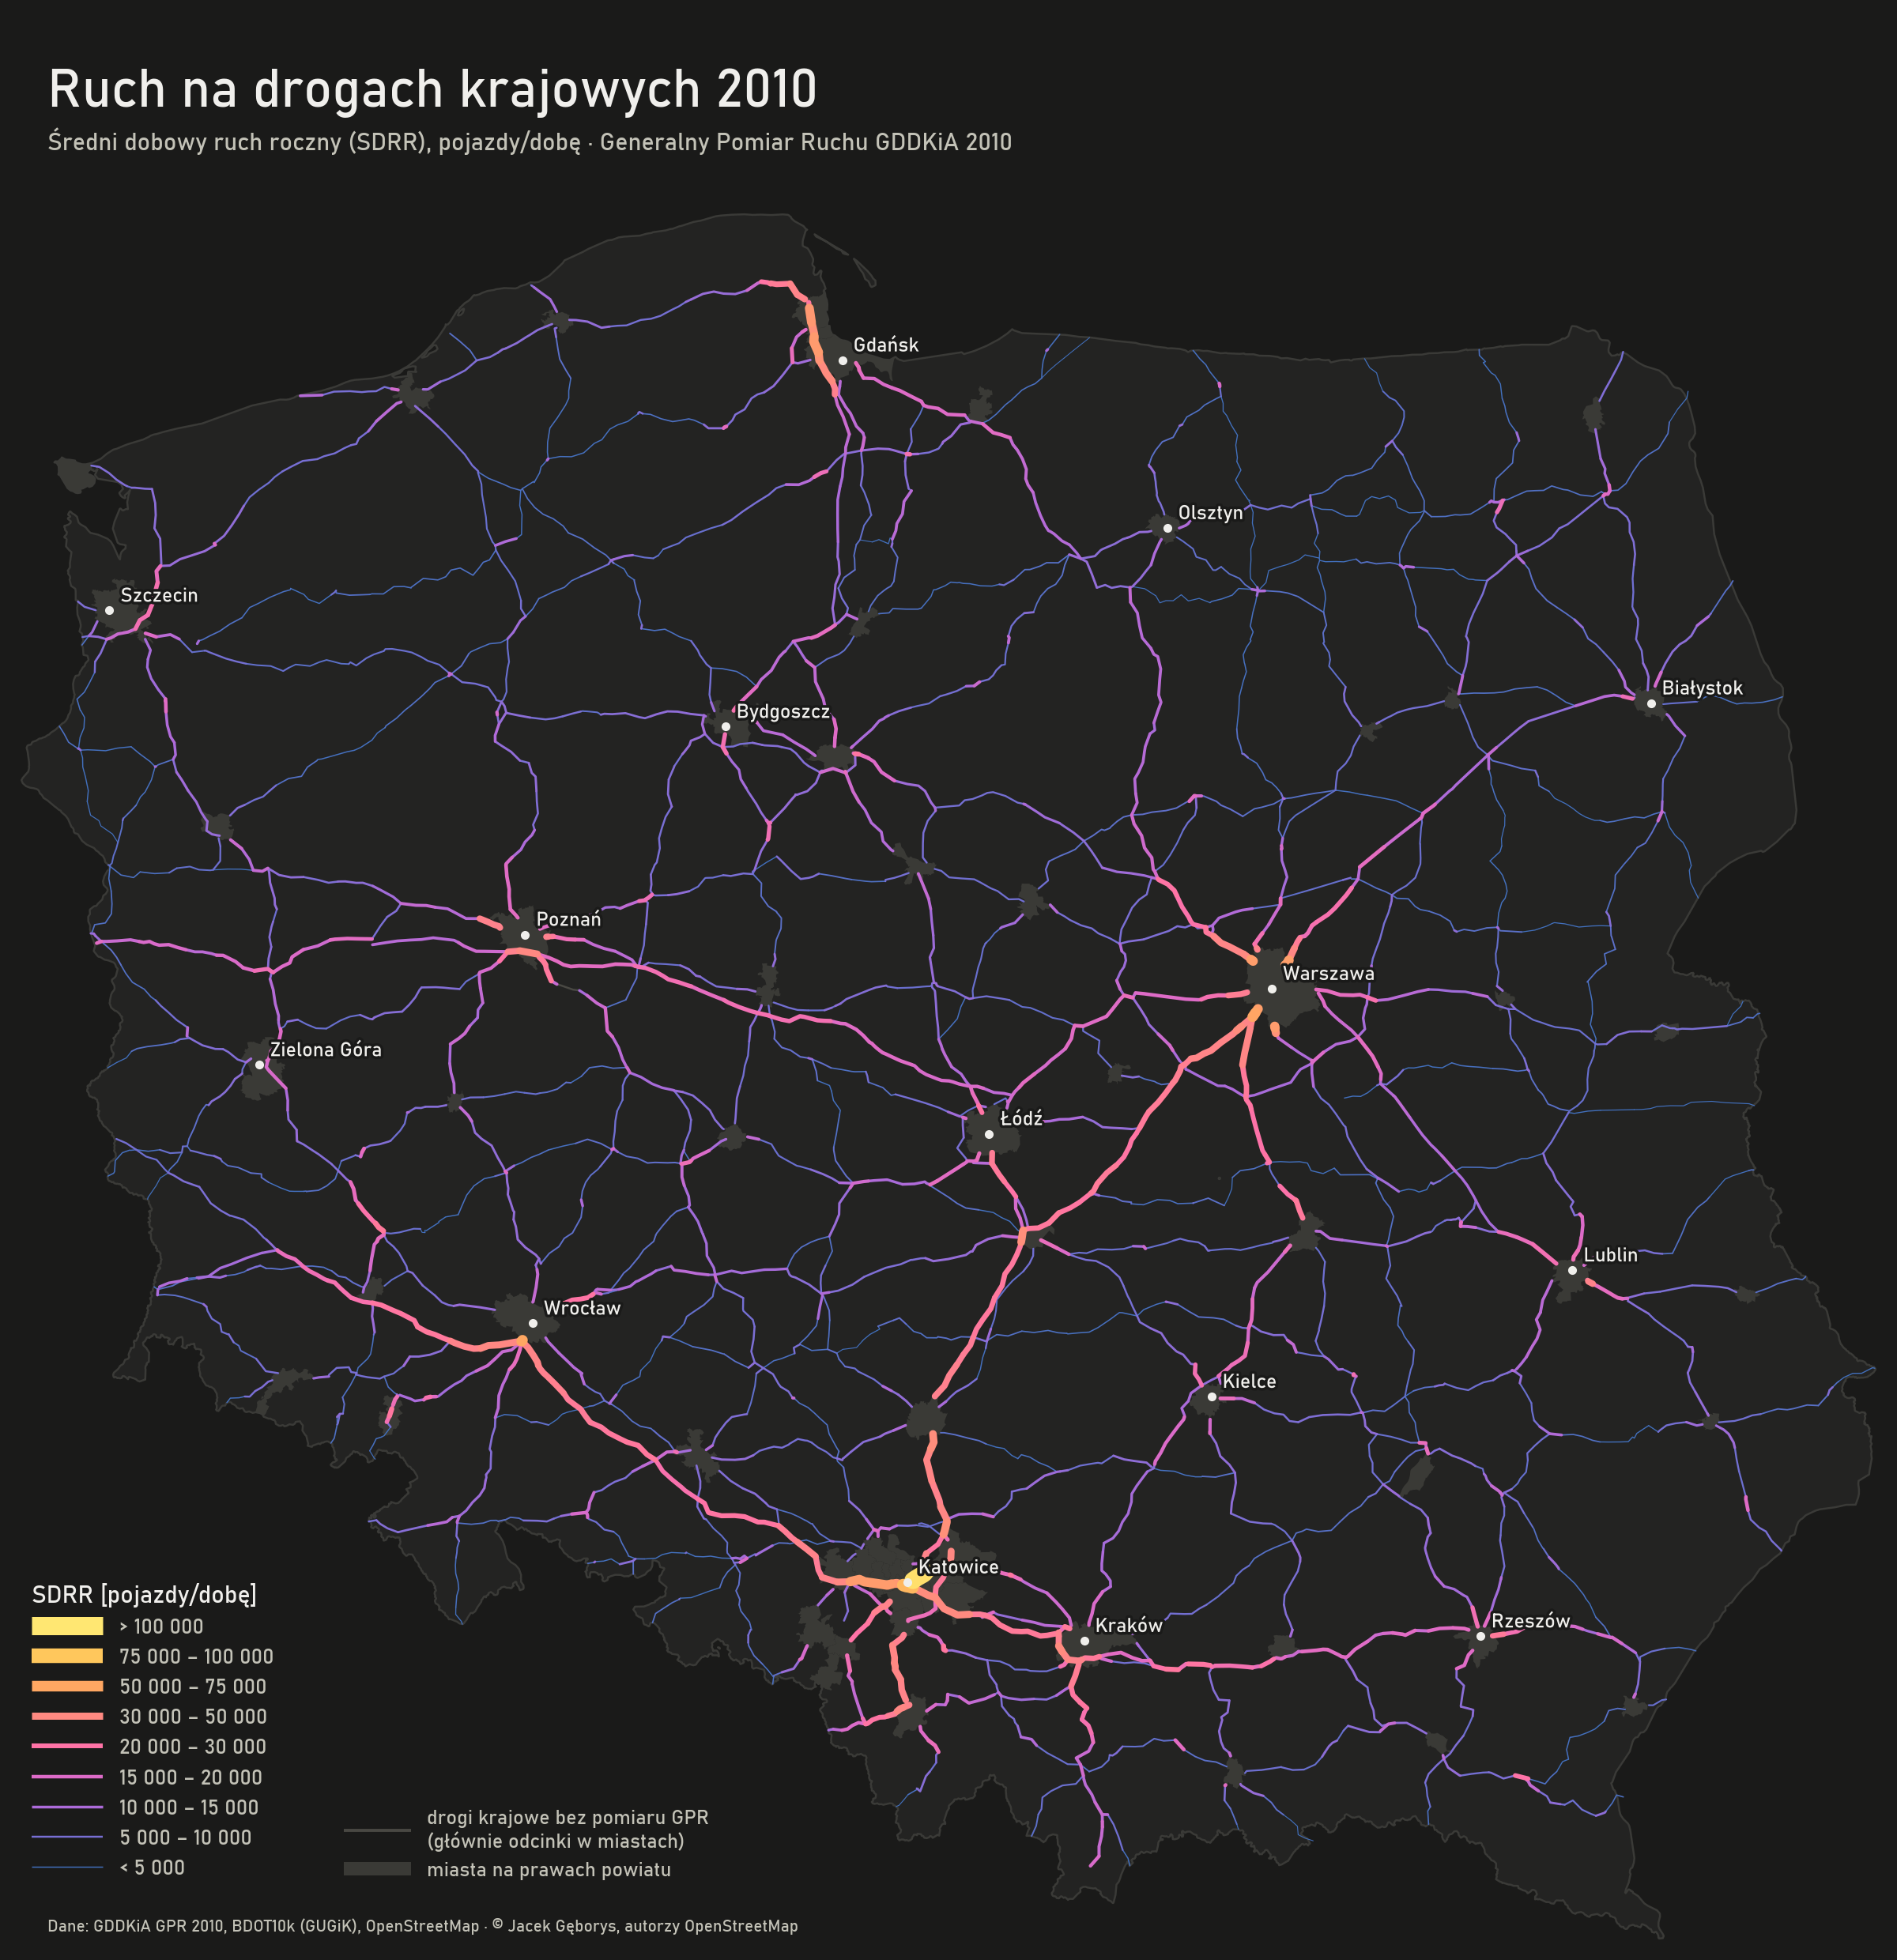 Ruch na drogach krajowych 2010
Średni dobowy ruch roczny (SDRR), pojazdy/dobę · Generalny Pomiar Ruchu GDDKiA 2010
Gdańsk
Olsztyn
Szczecin
Białystok
Bydgoszcz
Poznań
Warszawa
Zielona Góra
Łódź
Lublin
Wrocław
Kielce
Katowice
Kraków
Rzeszów
SDRR [pojazdy/dobę]
> 100 000
75 000 – 100 000
50 000 – 75 000
30 000 – 50 000
20 000 – 30 000
15 000 – 20 000
10 000 – 15 000
5 000 – 10 000
< 5 000
drogi krajowe bez pomiaru GPR
(głównie odcinki w miastach)
miasta na prawach powiatu
Dane: GDDKiA GPR 2010, BDOT10k (GUGiK), OpenStreetMap · © Jacek Gęborys, autorzy OpenStreetMap